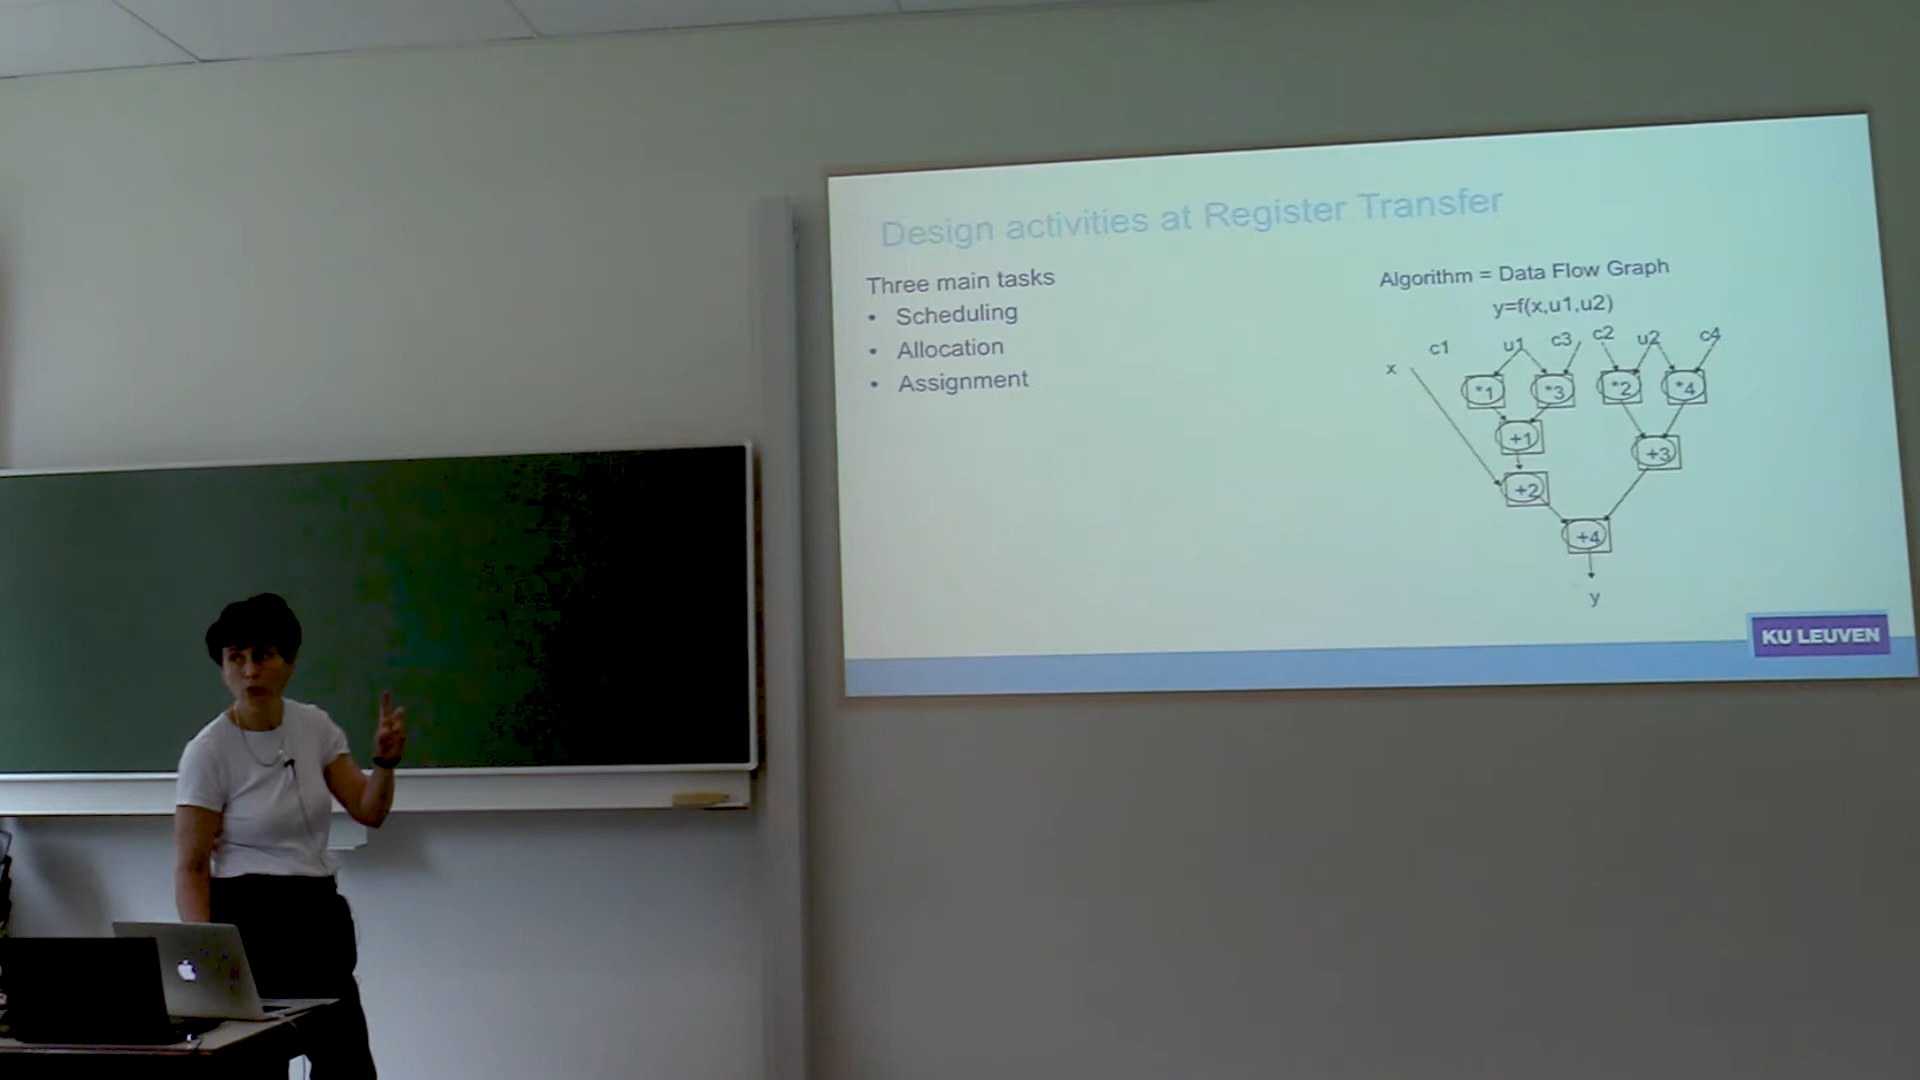 Design activities at Register Transfer
Three main tasks
• Scheduling
• Allocation
• Assignment
Algorithm = Data Flow Graph
y=f(x,u1,u2)
x c1 u1 c3 c2 u2 c4
*1 *3 *2 *4
+1
+3
+2
+4
y
KU LEUVEN